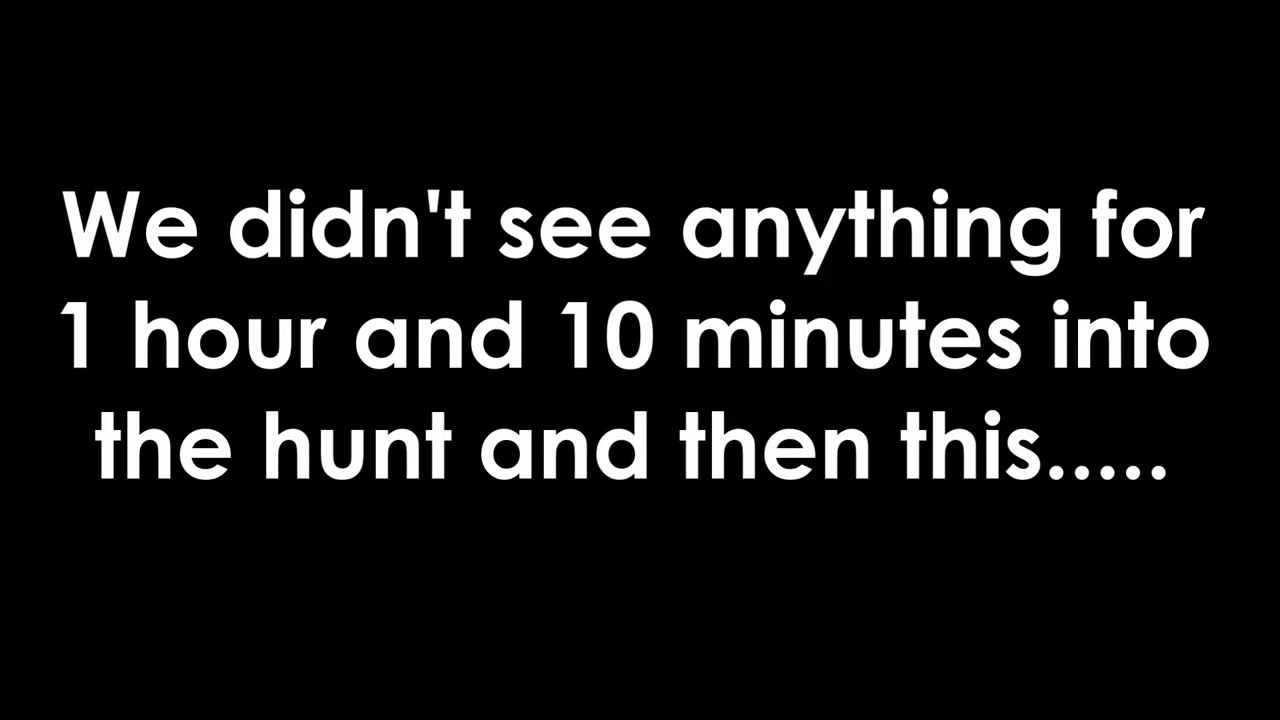 We didn't see anything for
1 hour and 10 minutes into
the hunt and then this.....